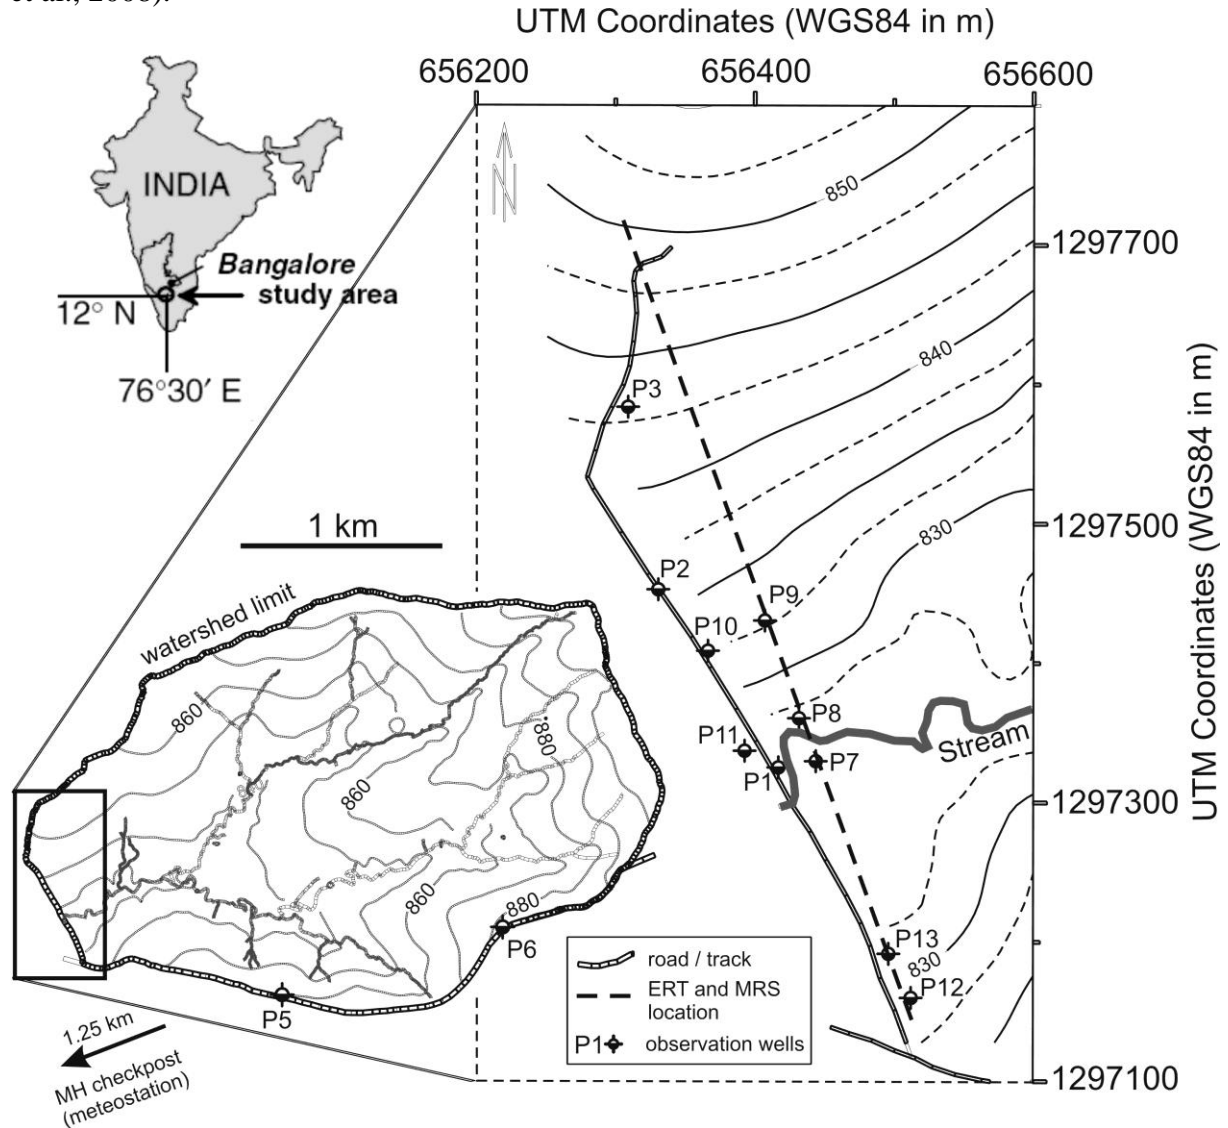 UTM Coordinates (WGS84 in m)
656200
656400
656600
INDIA
Bangalore
study area
12° N
76°30′ E
N
850
1297700
840
P3
1 km
1297500
830
UTM Coordinates (WGS84 in m)
P2
P9
P10
watershed limit
860
880
860
P8
P11
Stream
P1
P7
1297300
860
880
P6
P13
830
P12
P5
road / track
ERT and MRS
location
P1
observation wells
1.25 km
MH checkpost
(meteostation)
1297100